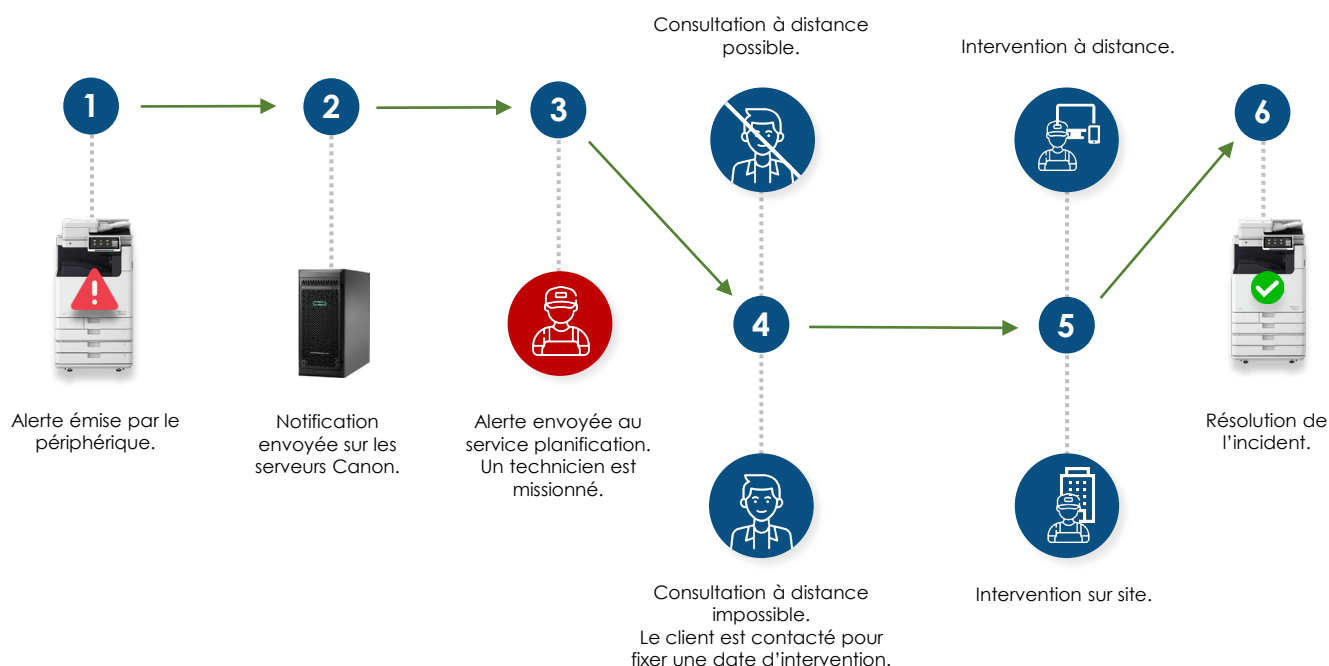 1
Alerte émise par le
périphérique.
2
Notification
envoyée sur les
serveurs Canon.
3
Alerte envoyée au
service planification.
Un technicien est
missionné.
Consultation à distance
possible.
4
Consultation à distance
impossible.
Le client est contacté pour
fixer une date d’intervention.
Intervention à distance.
5
Intervention sur site.
6
Résolution de
l’incident.